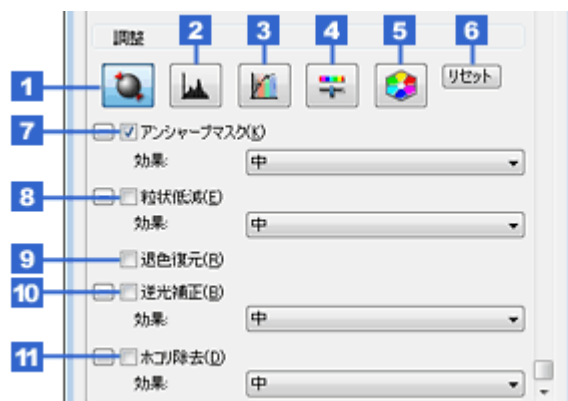 調整
2 3 4 5 6
1 リセット
7 アンシャープマスク(K)
効果: 中
8 粒状低減(E)
効果: 中
9 退色復元(R)
10 逆光補正(B)
効果: 中
11 ホコリ除去(D)
効果: 中